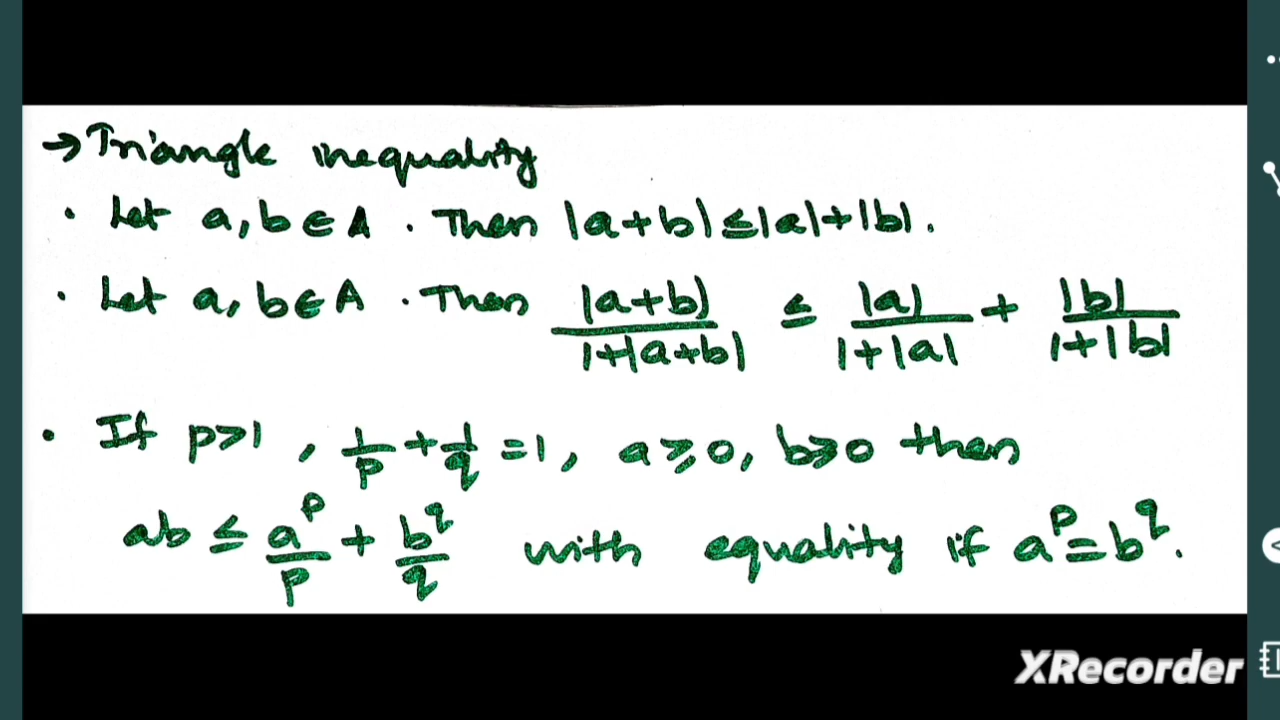 → Triangle inequality
• Let a, b ∈ A . Then |a+b| ≤ |a|+|b|.
• Let a, b ∈ A . Then |a+b| / 1+|a+b| ≤ |a| / 1+|a| + |b| / 1+|b|
• If p>1 , 1/p + 1/q = 1, a≥0, b≥0 then
ab ≤ a^p/p + b^q/q with equality if a^p = b^q.
XRecorder